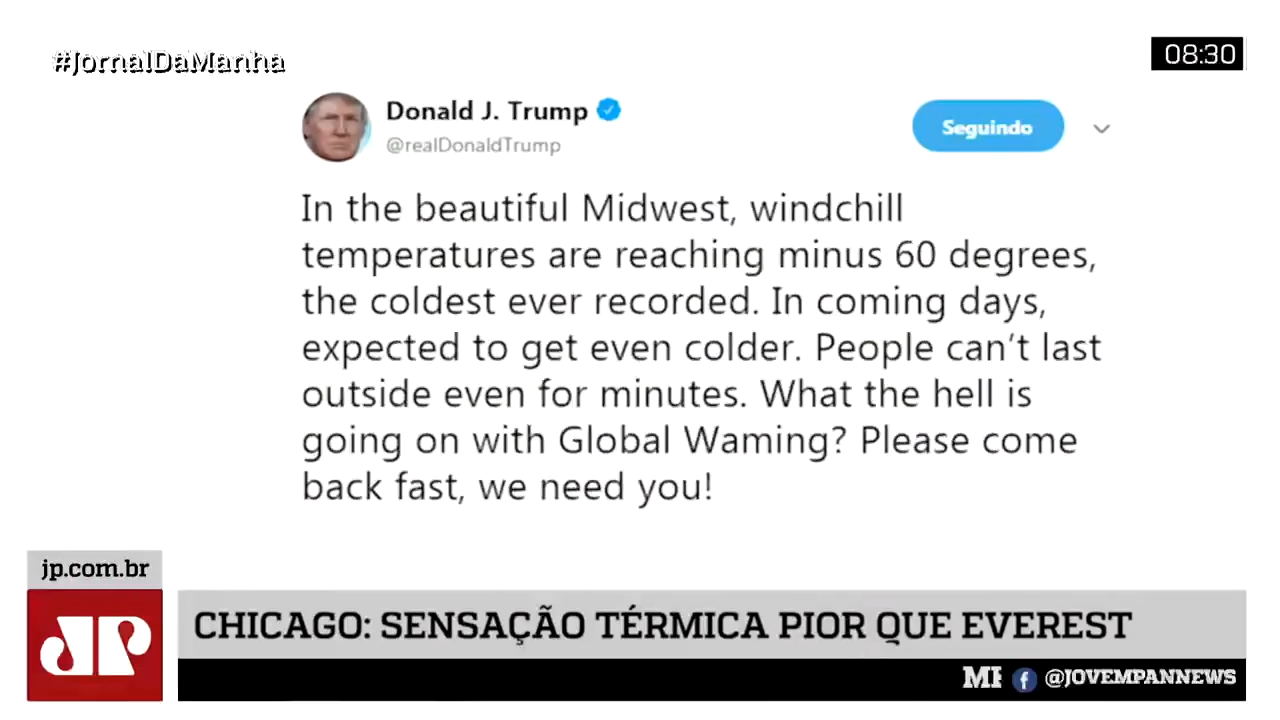 #JornalDaManha
08:30
Donald J. Trump
@realDonaldTrump
Seguindo
In the beautiful Midwest, windchill
temperatures are reaching minus 60 degrees,
the coldest ever recorded. In coming days,
expected to get even colder. People can't last
outside even for minutes. What the hell is
going on with Global Waming? Please come
back fast, we need you!
jp.com.br
JP
CHICAGO: SENSAÇÃO TÉRMICA PIOR QUE EVEREST
@JOVEMPANNEWS